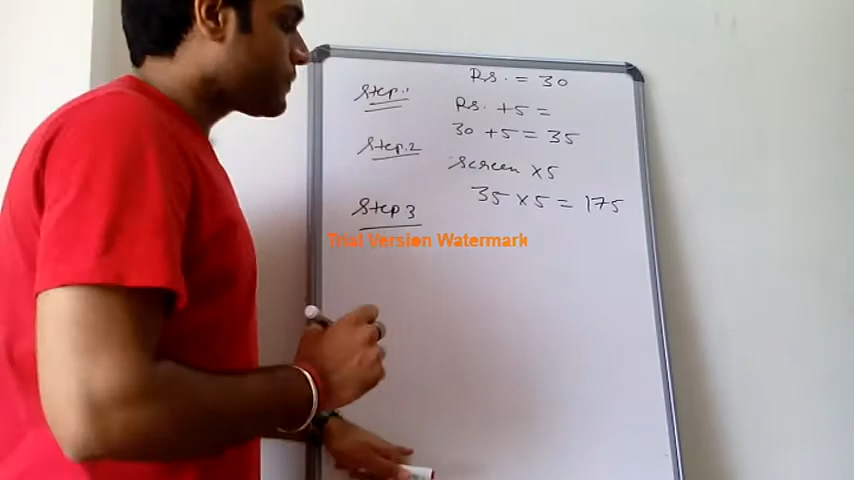 Rs. = 30
Step.1
Rs. +5 =
30 +5 = 35
Step.2
Screen x5
35 x 5 = 175
Step 3
Trial Version Watermark